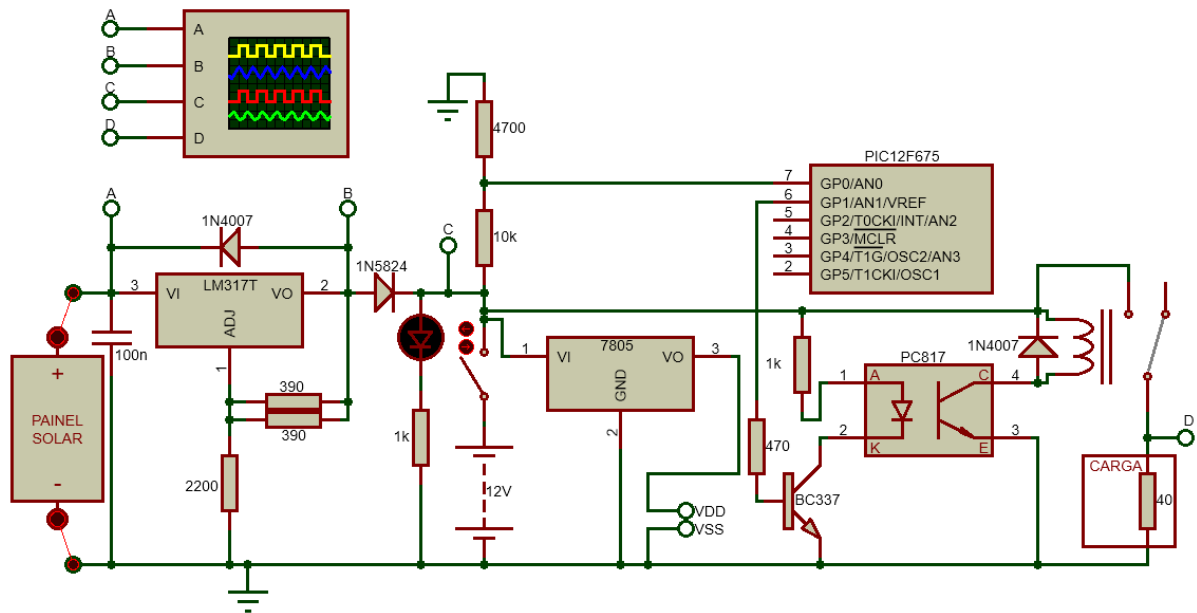 A
A
B
B
C
C
D
D
4700
PIC12F675
7 GP0/AN0
6 GP1/AN1/VREF
5 GP2/T0CKI/INT/AN2
4 GP3/MCLR
3 GP4/T1G/OSC2/AN3
2 GP5/T1CKI/OSC1
A
B
1N4007
C
10k
1N5824
3 VI LM317T VO 2
ADJ
1
100n
+
PAINEL
SOLAR
-
390
390
2200
1k
12V
1 VI 7805 VO 3
GND
2
VDD
VSS
1k
470
BC337
PC817
1 A C 4
2 K E 3
1N4007
D
CARGA
40